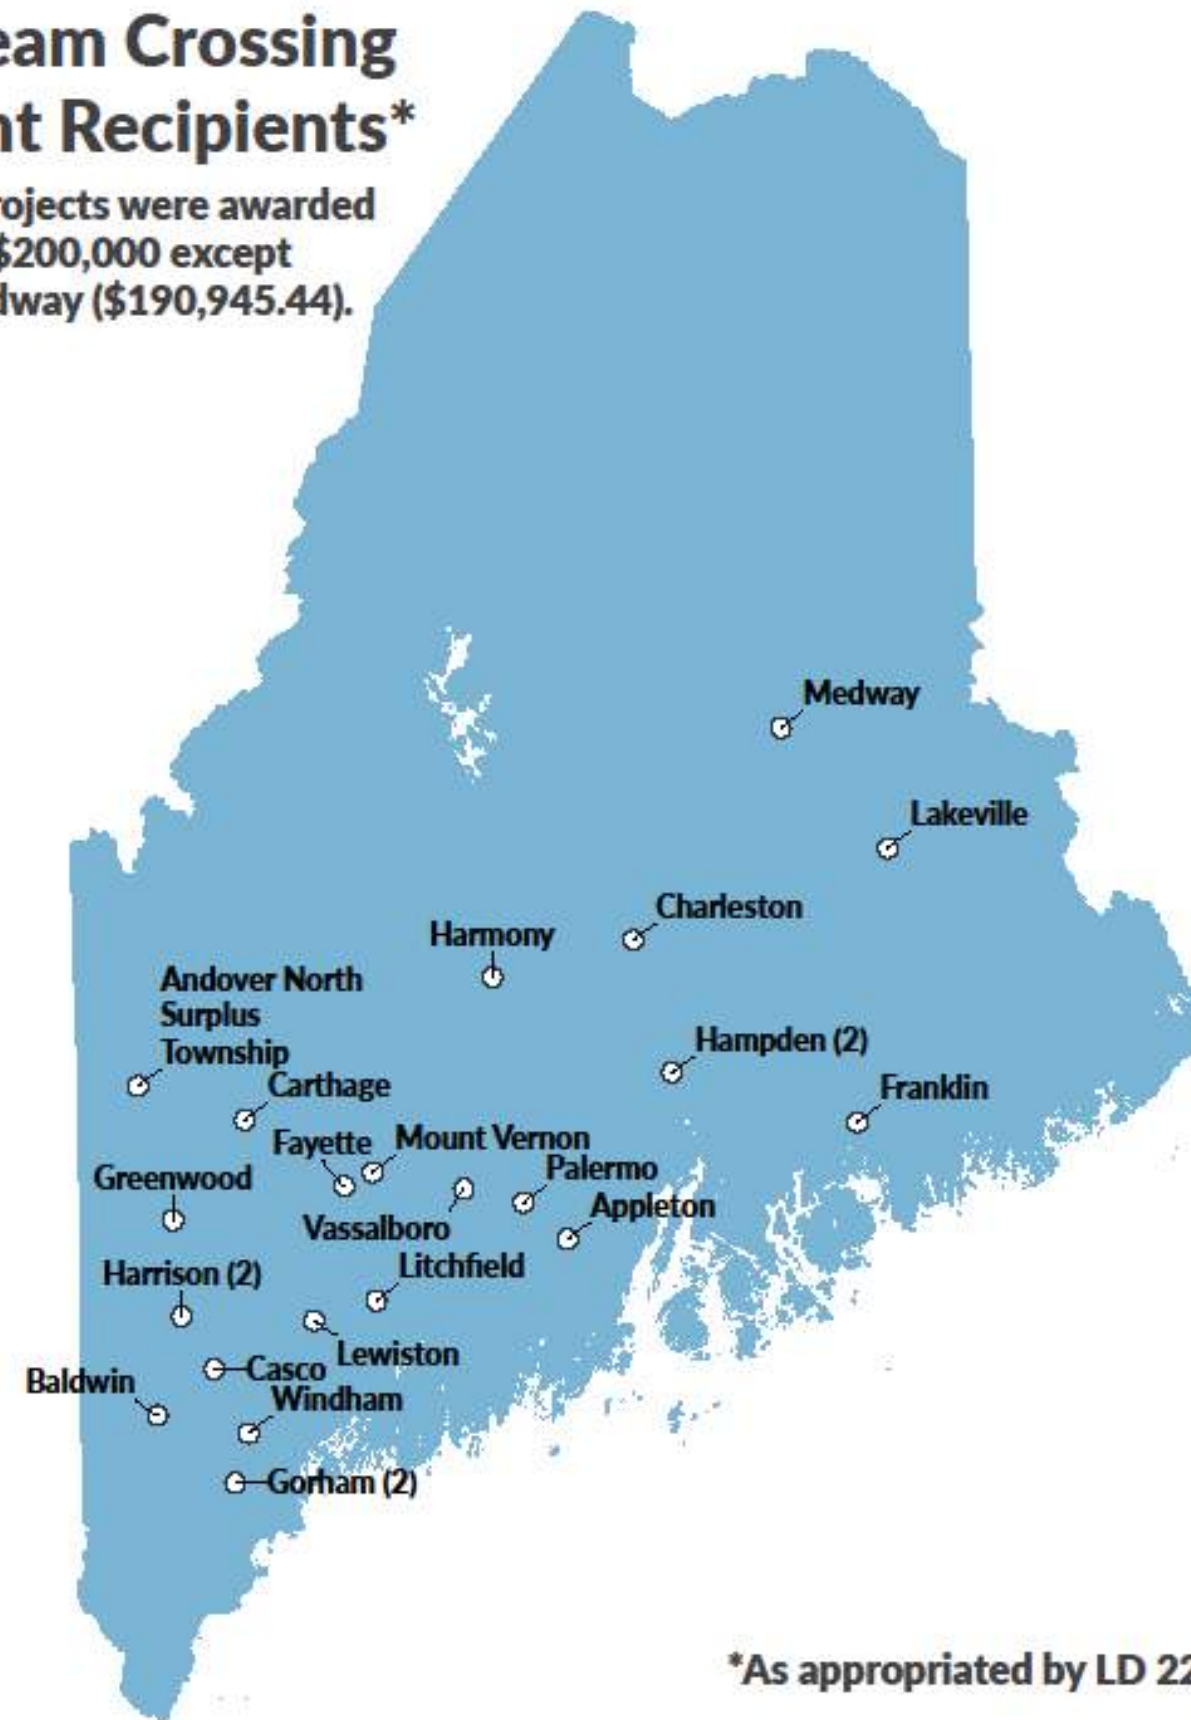 eam Crossing
nt Recipients*
rojects were awarded
$200,000 except
dway ($190,945.44).
Medway
Lakeville
Charleston
Harmony
Andover North
Surplus
Township
Hampden (2)
Carthage
Franklin
Fayette
Mount Vernon
Palermo
Greenwood
Appleton
Vassalboro
Litchfield
Harrison (2)
Lewiston
Casco
Baldwin
Windham
Gorham (2)
*As appropriated by LD 22